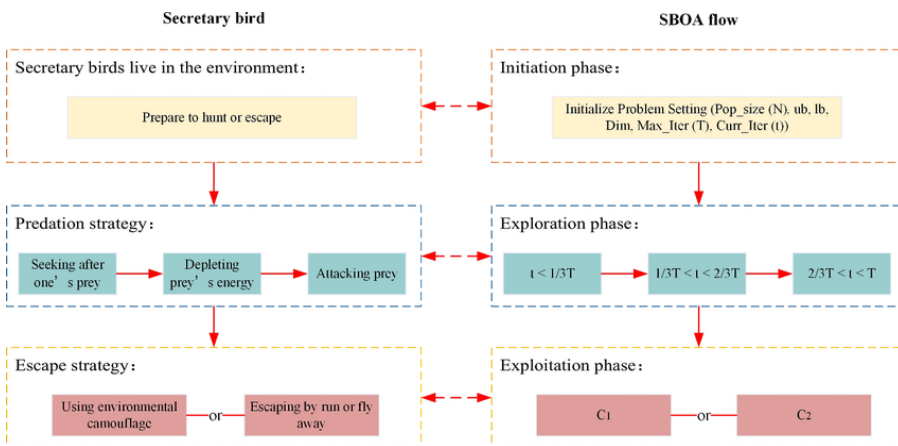 Secretary bird
SBOA flow
Secretary birds live in the environment:
Initiation phase:
Prepare to hunt or escape
Initialize Problem Setting (Pop_size (N), ub, lb,
Dim, Max_Iter (T), Curr_Iter (t))
Predation strategy:
Exploration phase:
Seeking after
one’s prey
Depleting
prey’s energy
Attacking prey
t < 1/3T
1/3T < t < 2/3T
2/3T < t < T
Escape strategy:
Exploitation phase:
Using environmental
camouflage
or
Escaping by run or fly
away
C1
or
C2